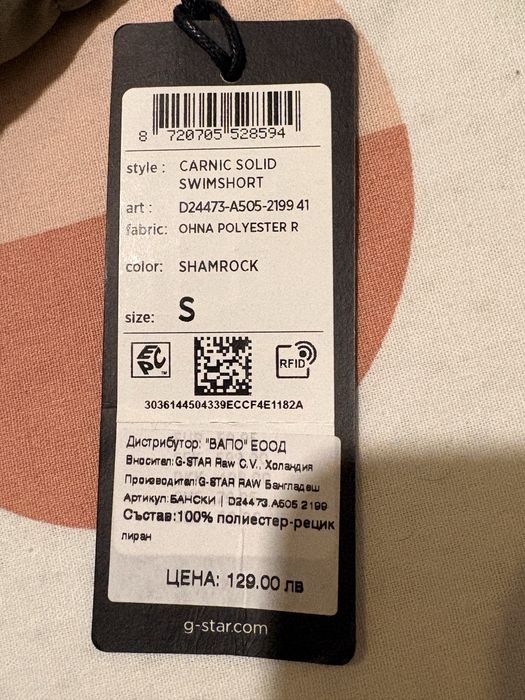 8 720705 528594
style : CARNIC SOLID
SWIMSHORT
art : D24473-A505-2199 41
fabric: OHNA POLYESTER R
color: SHAMROCK
size: S
EPC™
RFID
3036144504339ECCF4E1182A
Дистрибутор: "ВАПО" ЕООД
Вносител:G-STAR Raw C.V., Холандия
Производител:G-STAR RAW Бангладеш
Артикул:БАНСКИ | D24473.A505 2199
Състав:100% полиестер-рецик
лиран
ЦЕНА: 129.00 лв
g-star.com